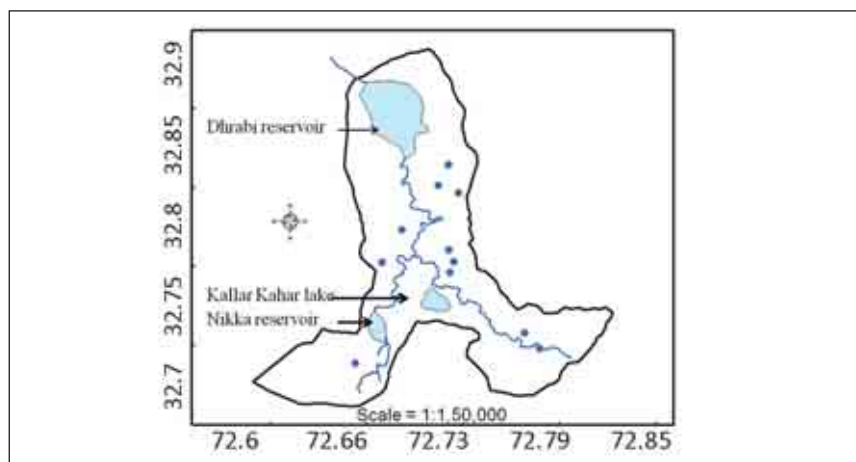 32.9
32.85
32.8
32.75
32.7
Dhrabi reservoir
Kallar Kahar lake
Nikka reservoir
Scale = 1:1,50,000
72.6 72.66 72.73 72.79 72.85